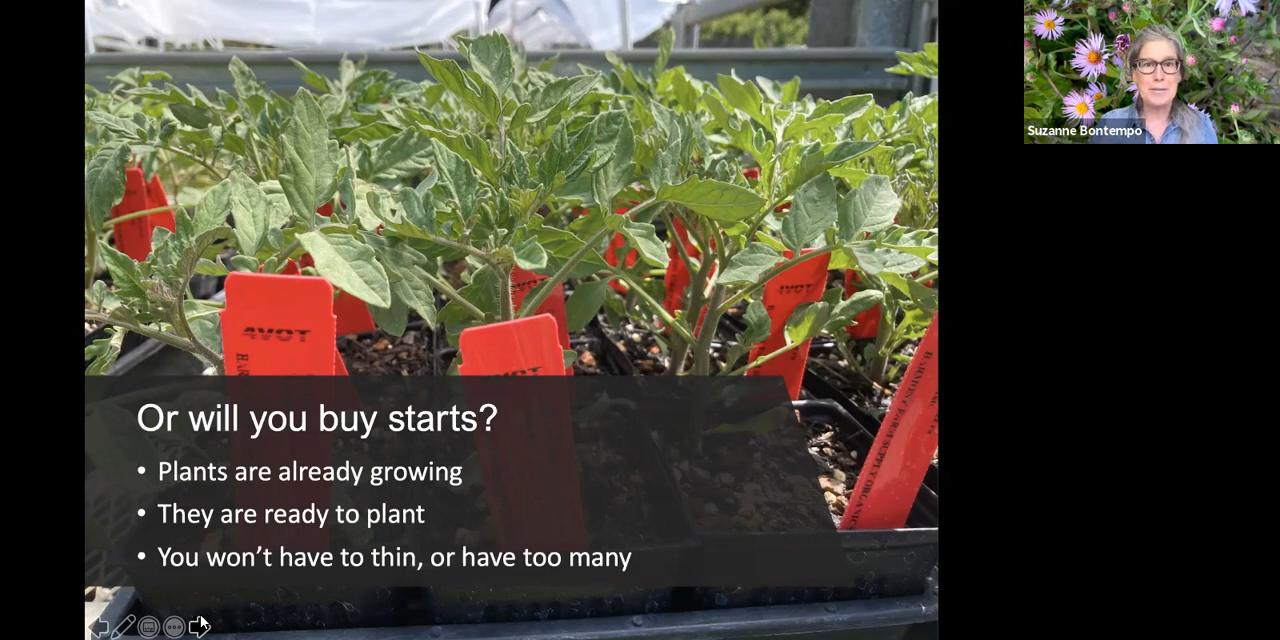 Suzanne Bontempo
4VOT
Or will you buy starts?
• Plants are already growing
• They are ready to plant
• You won’t have to thin, or have too many